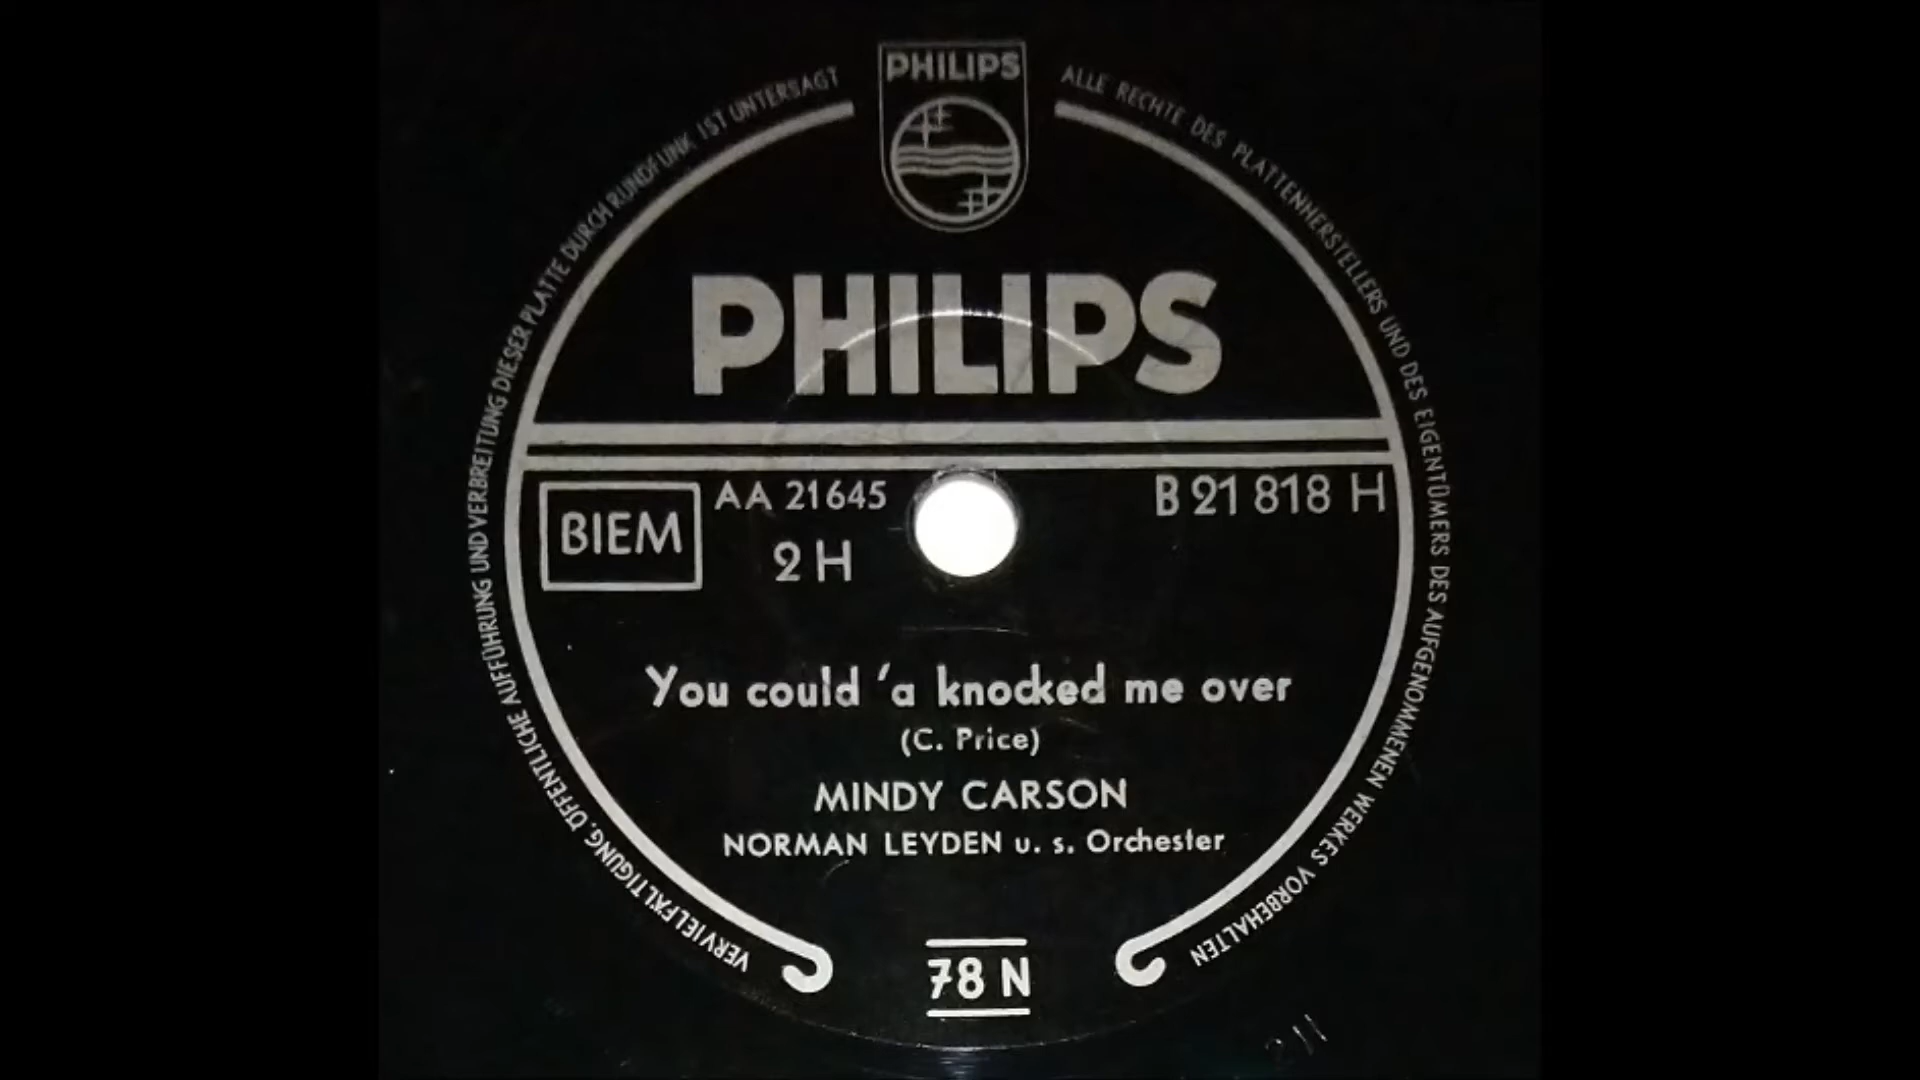 PHILIPS
ALLE RECHTE DES PLATTENHERSTELLERS UND DES EIGENTÜMERS DES AUFGENOMMENEN WERKES VORBEHALTEN
VERVIELFÄLTIGUNG, ÖFFENTLICHE AUFFÜHRUNG UND VERBREITUNG DIESER PLATTE DURCH RUNDFUNK IST UNTERSAGT
PHILIPS
BIEM AA 21645 B 21 818 H
2 H
You could 'a knocked me over
(C. Price)
MINDY CARSON
NORMAN LEYDEN u. s. Orchester
78 N